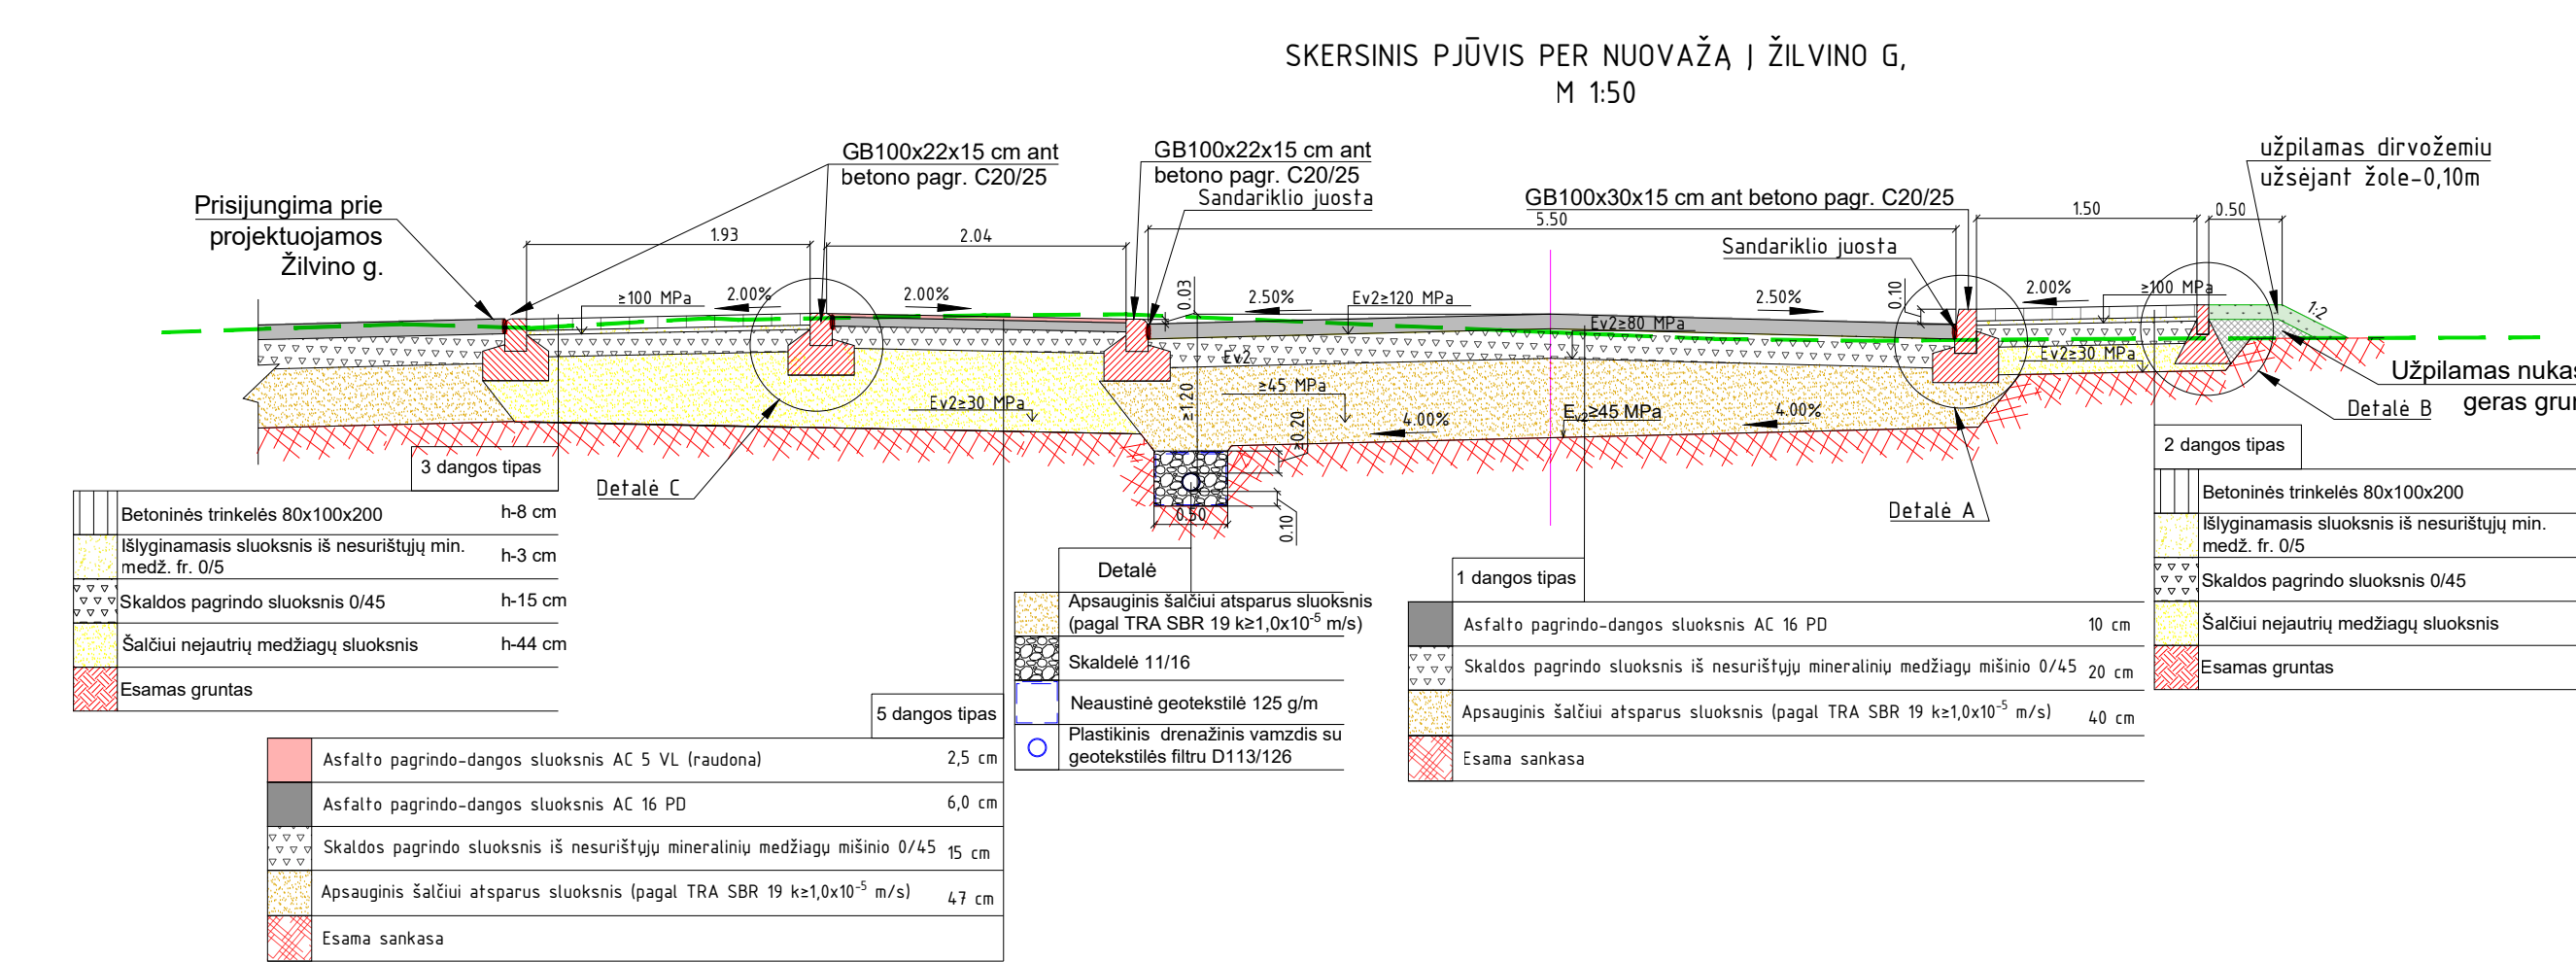 SKERSINIS PJŪVIS PER NUOVAŽĄ Į ŽILVINO G,
M 1:50
Prisijungima prie
projektuojamos
Žilvino g.
GB100x22x15 cm ant
betono pagr. C20/25
GB100x22x15 cm ant
betono pagr. C20/25
Sandariklio juosta
GB100x30x15 cm ant betono pagr. C20/25
Sandariklio juosta
užpilamas dirvožemiu
užsėjant žole-0,10m
1.93
2.04
5.50
1.50
0.50
≥100 MPa
2.00%
2.00%
0.03
2.50%
Ev2≥120 MPa
Ev2≥80 MPa
2.50%
0.10
2.00%
≥100 MPa
1:2
Ev2
≥45 MPa
≥1.20
Ev2≥30 MPa
Ev2≥45 MPa
≥0.20
4.00%
4.00%
Ev2≥30 MPa
0.50
0.10
Užpilamas
geras
Detalė A
Detalė B
Detalė C
3 dangos tipas
Betoninės trinkelės 80x100x200 h-8 cm
Išlyginamasis sluoksnis iš nesurištųjų min.
medž. fr. 0/5 h-3 cm
Skaldos pagrindo sluoksnis 0/45 h-15 cm
Šalčiui nejautrių medžiagų sluoksnis h-44 cm
Esamas gruntas
5 dangos tipas
Asfalto pagrindo-dangos sluoksnis AC 5 VL (raudona) 2,5 cm
Asfalto pagrindo-dangos sluoksnis AC 16 PD 6,0 cm
Skaldos pagrindo sluoksnis iš nesurištųjų mineralinių medžiagų mišinio 0/45 15 cm
Apsauginis šalčiui atsparus sluoksnis (pagal TRA SBR 19 k≥1,0x10⁻⁵ m/s) 47 cm
Esama sankasa
Detalė
Apsauginis šalčiui atsparus sluoksnis
(pagal TRA SBR 19 k≥1,0x10⁻⁵ m/s)
Skaldelė 11/16
Neaustinė geotekstilė 125 g/m
Plastikinis drenažinis vamzdis su
geotekstilės filtru D113/126
1 dangos tipas
Asfalto pagrindo-dangos sluoksnis AC 16 PD 10 cm
Skaldos pagrindo sluoksnis iš nesurištųjų mineralinių medžiagų mišinio 0/45 20 cm
Apsauginis šalčiui atsparus sluoksnis (pagal TRA SBR 19 k≥1,0x10⁻⁵ m/s) 40 cm
Esama sankasa
2 dangos tipas
Betoninės trinkelės 80x100x200
Išlyginamasis sluoksnis iš nesurištųjų min.
medž. fr. 0/5
Skaldos pagrindo sluoksnis 0/45
Šalčiui nejautrių medžiagų sluoksnis
Esamas gruntas